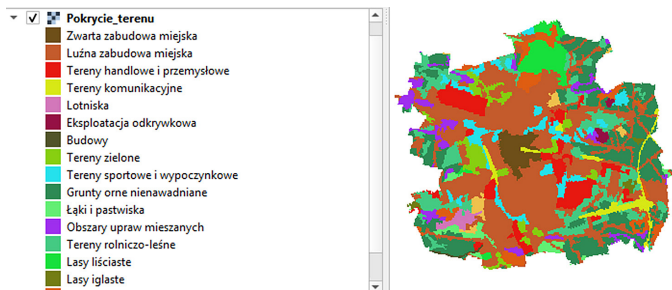 Pokrycie_terenu
Zwarta zabudowa miejska
Luźna zabudowa miejska
Tereny handlowe i przemysłowe
Tereny komunikacyjne
Lotniska
Eksploatacja odkrywkowa
Budowy
Tereny zielone
Tereny sportowe i wypoczynkowe
Grunty orne nienawadniane
Łąki i pastwiska
Obszary upraw mieszanych
Tereny rolniczo-leśne
Lasy liściaste
Lasy iglaste